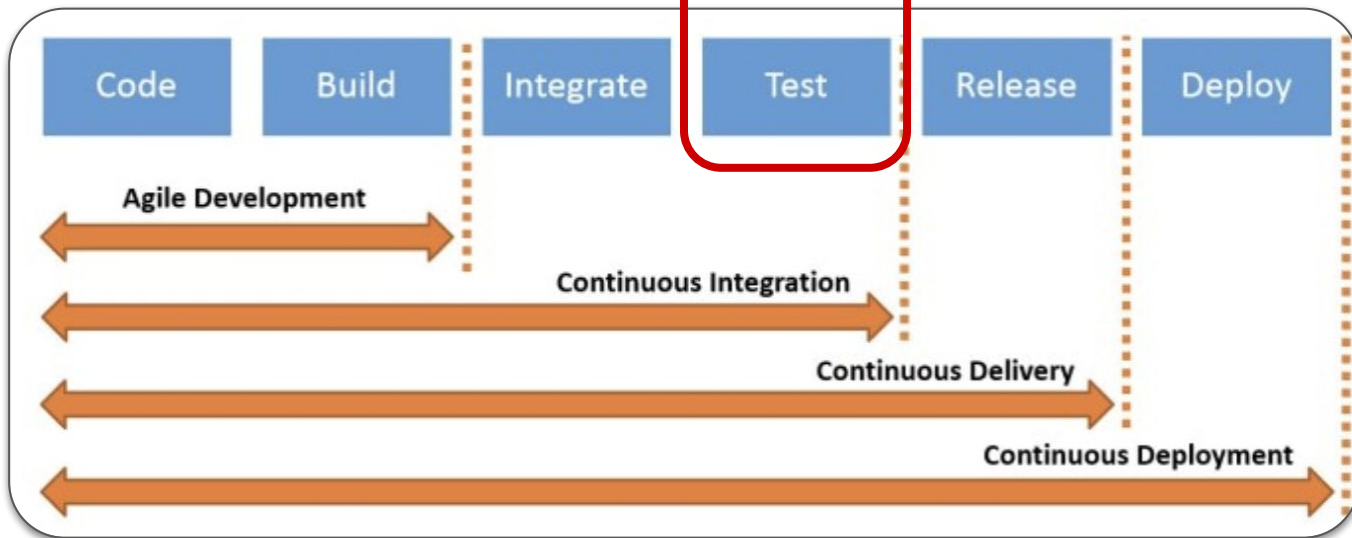 Code Build Integrate Test Release Deploy
Agile Development
Continuous Integration
Continuous Delivery
Continuous Deployment